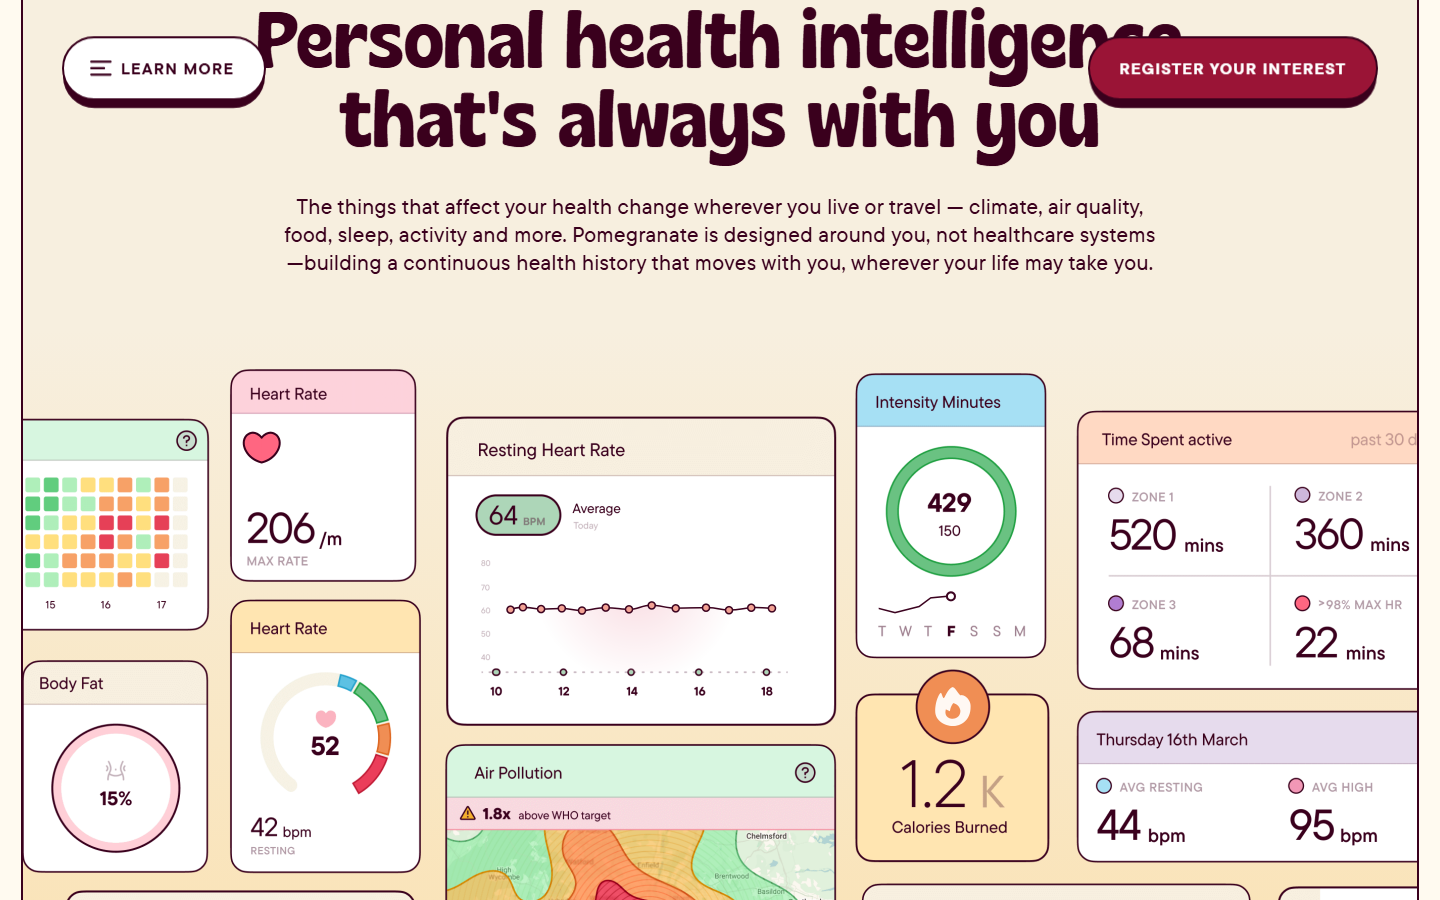 Personal health intelligence
LEARN MORE
REGISTER YOUR INTEREST
that's always with you
The things that affect your health change wherever you live or travel — climate, air quality,
food, sleep, activity and more. Pomegranate is designed around you, not healthcare systems
—building a continuous health history that moves with you, wherever your life may take you.
?
15 16 17
Body Fat
15%
Heart Rate
206 /m
MAX RATE
Heart Rate
52
42 bpm
RESTING
Resting Heart Rate
64 BPM
Average
Today
80
70
60
50
40
10 12 14 16 18
Air Pollution
?
1.8x above WHO target
Chelmsford
High
Wycombe
Enfield
Brentwood
Basildon
Intensity Minutes
429
150
T W T F S S M
1.2 K
Calories Burned
Time Spent active
past 30 d
ZONE 1
520 mins
ZONE 2
360 mins
ZONE 3
68 mins
>98% MAX HR
22 mins
Thursday 16th March
AVG RESTING
44 bpm
AVG HIGH
95 bpm